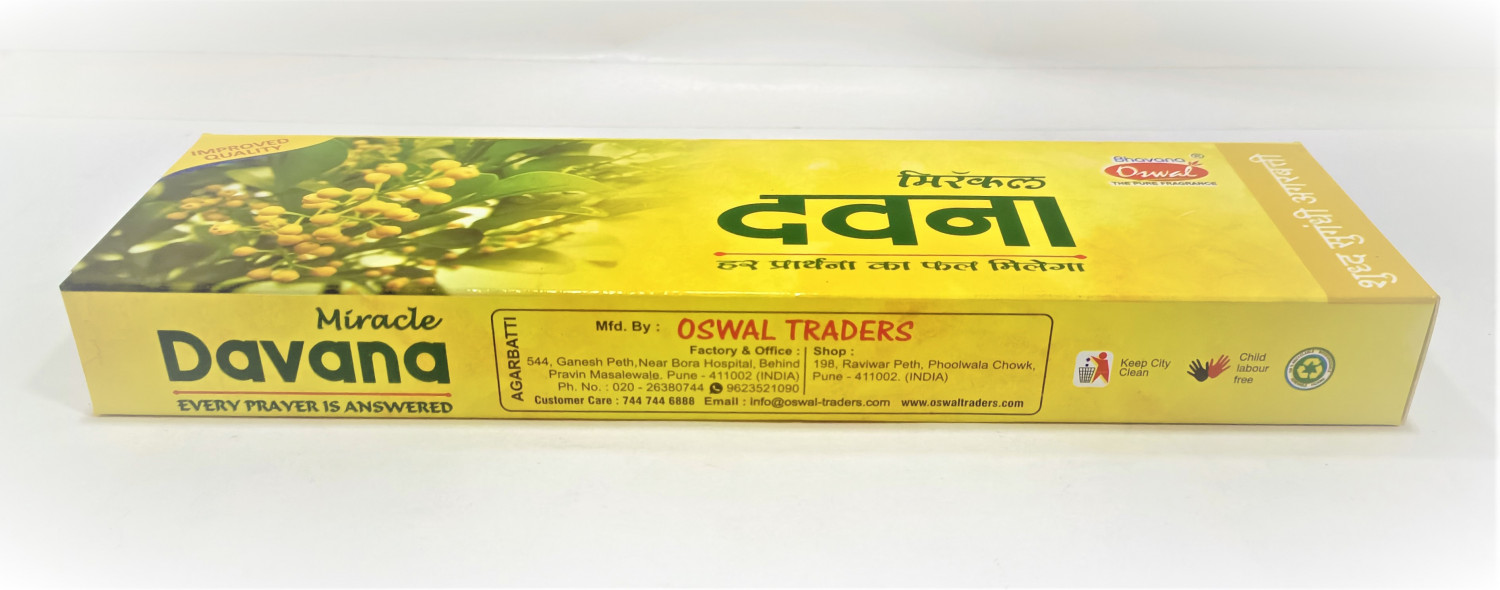 IMPROVED
QUALITY
मिरॅकल
दवना
हर प्रार्थना का फल मिलेगा
Bhavana ®
Oswal
THE PURE FRAGRANCE
Miracle
Davana
EVERY PRAYER IS ANSWERED
AGARBATTI
Mfd. By : OSWAL TRADERS
Factory & Office :
544, Ganesh Peth,Near Bora Hospital, Behind
Pravin Masalewale, Pune - 411002 (INDIA)
Ph. No. : 020 - 26380744 9623521090
Shop :
198, Raviwar Peth, Phoolwala Chowk,
Pune - 411002. (INDIA)
Customer Care : 744 744 6888 Email : info@oswal-traders.com www.oswaltraders.com
Keep City
Clean
Child
labour
free